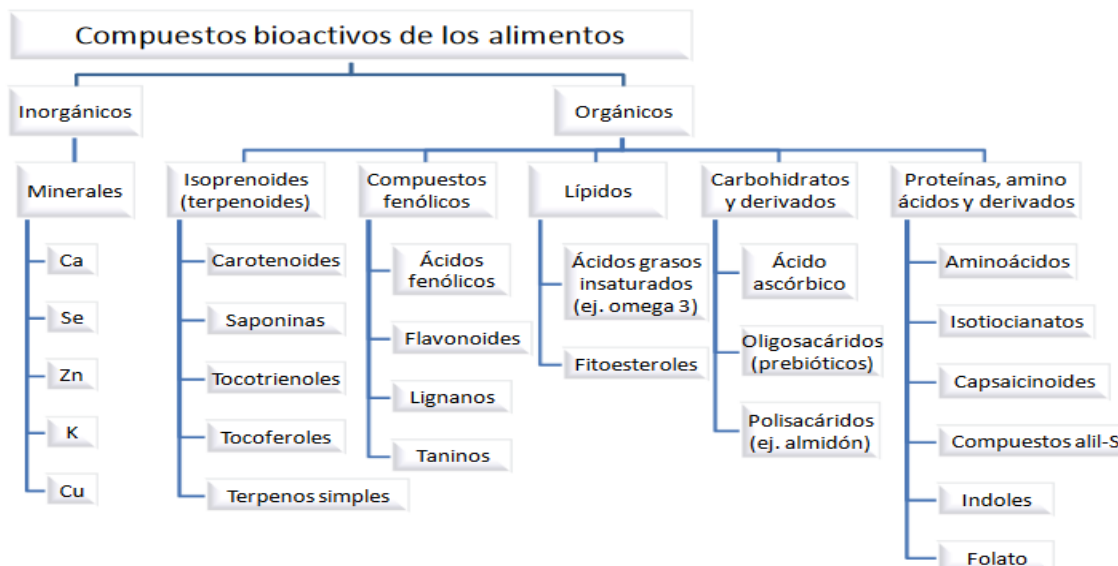 Compuestos bioactivos de los alimentos
Inorgánicos
Orgánicos
Minerales
Isoprenoides
(terpenoides)
Compuestos
fenólicos
Lípidos
Carbohidratos
y derivados
Proteínas, amino
ácidos y derivados
Ca
Se
Zn
K
Cu
Carotenoides
Saponinas
Tocotrienoles
Tocoferoles
Terpenos simples
Ácidos
fenólicos
Flavonoides
Lignanos
Taninos
Ácidos grasos
insaturados
(ej. omega 3)
Fitoesteroles
Ácido
ascórbico
Oligosacáridos
(prebióticos)
Polisacáridos
(ej. almidón)
Aminoácidos
Isotiocianatos
Capsaicinoides
Compuestos alil-S
Indoles
Folato